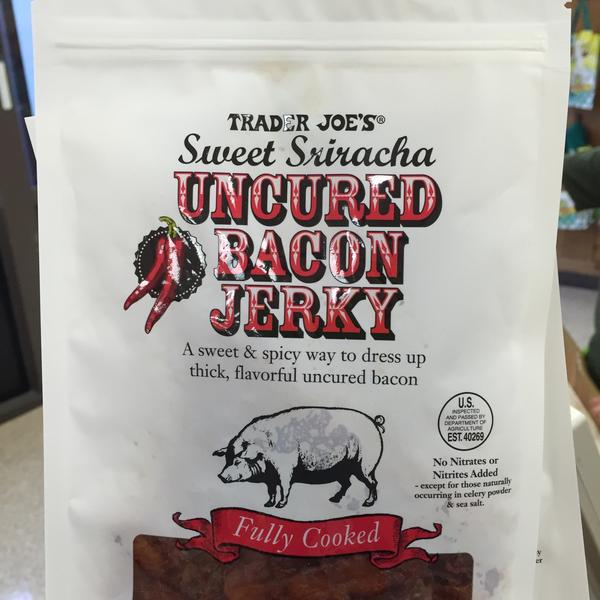 TRADER JOE'S®
Sweet Sriracha
UNCURED
BACON
JERKY
A sweet & spicy way to dress up
thick, flavorful uncured bacon
U.S.
INSPECTED
AND PASSED BY
DEPARTMENT OF
AGRICULTURE
EST. 40269
No Nitrates or
Nitrites Added
- except for those naturally
occurring in celery powder
& sea salt.
Fully Cooked